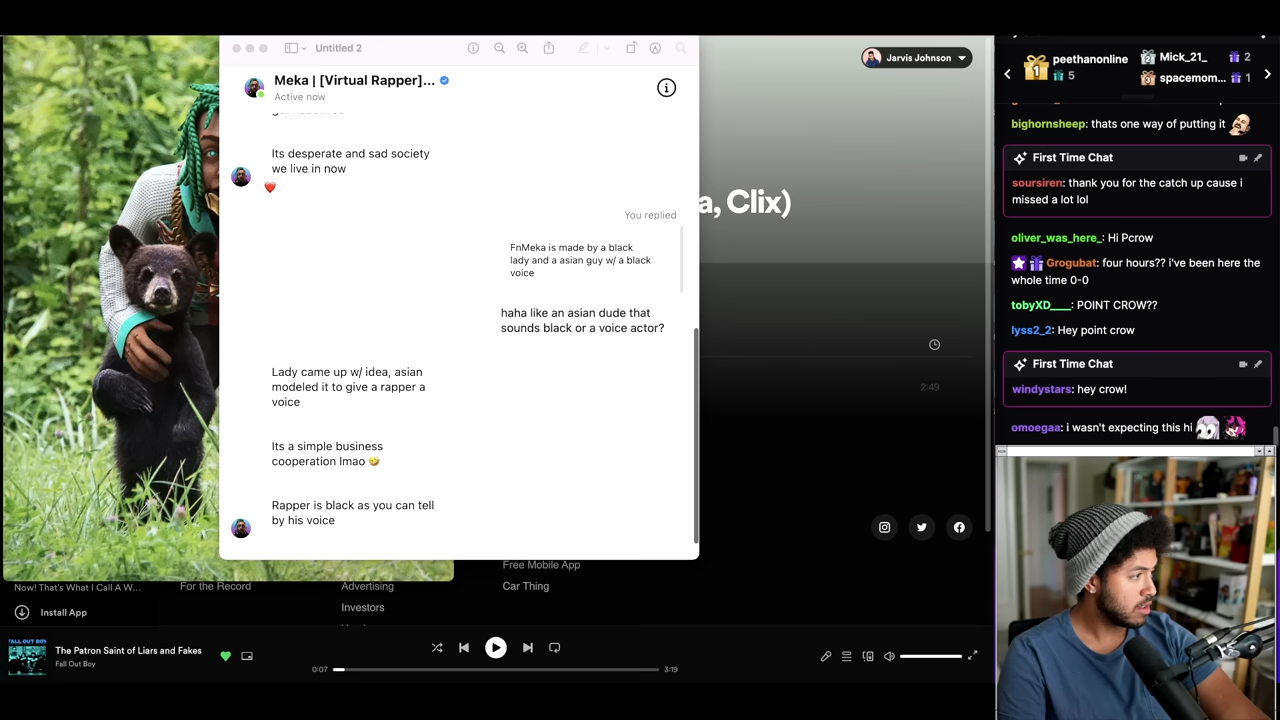 Untitled 2
Meka | [Virtual Rapper]...
Active now
Its desperate and sad society
we live in now
You replied
FnMeka is made by a black
lady and a asian guy w/ a black
voice
haha like an asian dude that
sounds black or a voice actor?
Lady came up w/ idea, asian
modeled it to give a rapper a
voice
Its a simple business
cooperation lmao 🤣
Rapper is black as you can tell
by his voice
Jarvis Johnson
a, Clix)
2:49
Now! That's What I Call A W...
For the Record
Advertising
Investors
Free Mobile App
Car Thing
Install App
FALL OUT BOY
The Patron Saint of Liars and Fakes
Fall Out Boy
0:07
3:19
1 peethanonline
5
Mick_21_ 2
spacemom... 1
bighornsheep: thats one way of putting it
First Time Chat
soursiren: thank you for the catch up cause i
missed a lot lol
oliver_was_here_: Hi Pcrow
Grogubat: four hours?? i've been here the
whole time 0-0
tobyXD____: POINT CROW??
lyss2_2: Hey point crow
First Time Chat
windystars: hey crow!
omoegaa: i wasn't expecting this hi